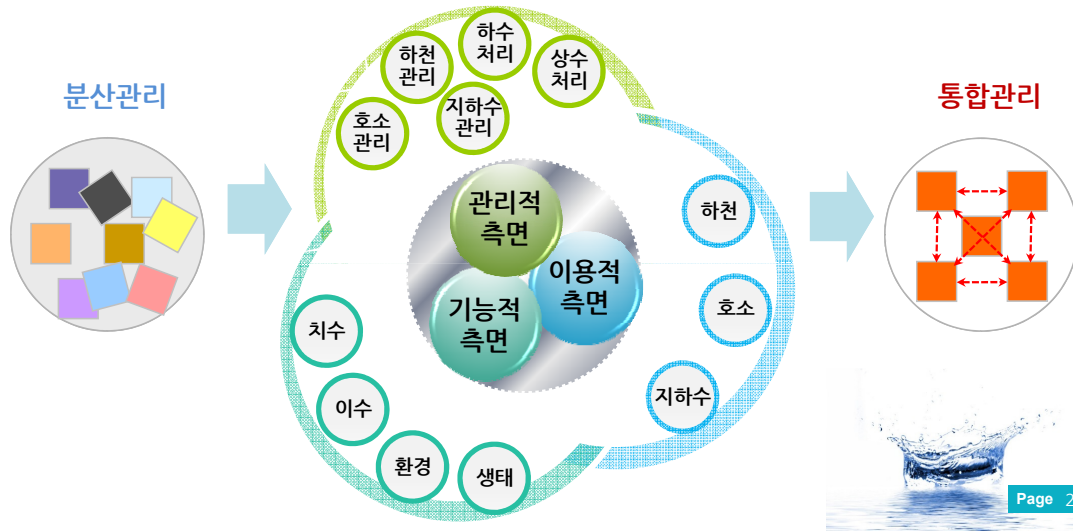 분산관리
호소
관리
하천
관리
하수
처리
지하수
관리
상수
처리
관리적
측면
이용적
측면
기능적
측면
하천
호소
지하수
치수
이수
환경
생태
통합관리
Page 2